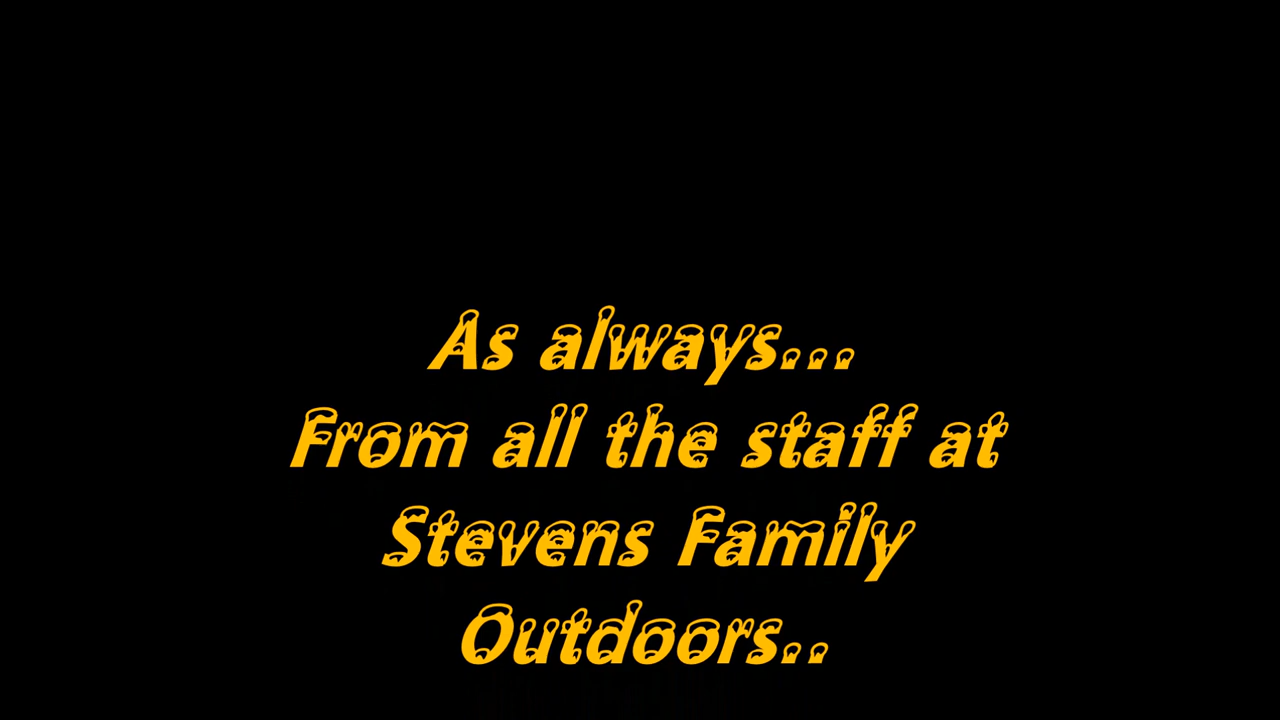 As always...
From all the staff at
Stevens Family
Outdoors..